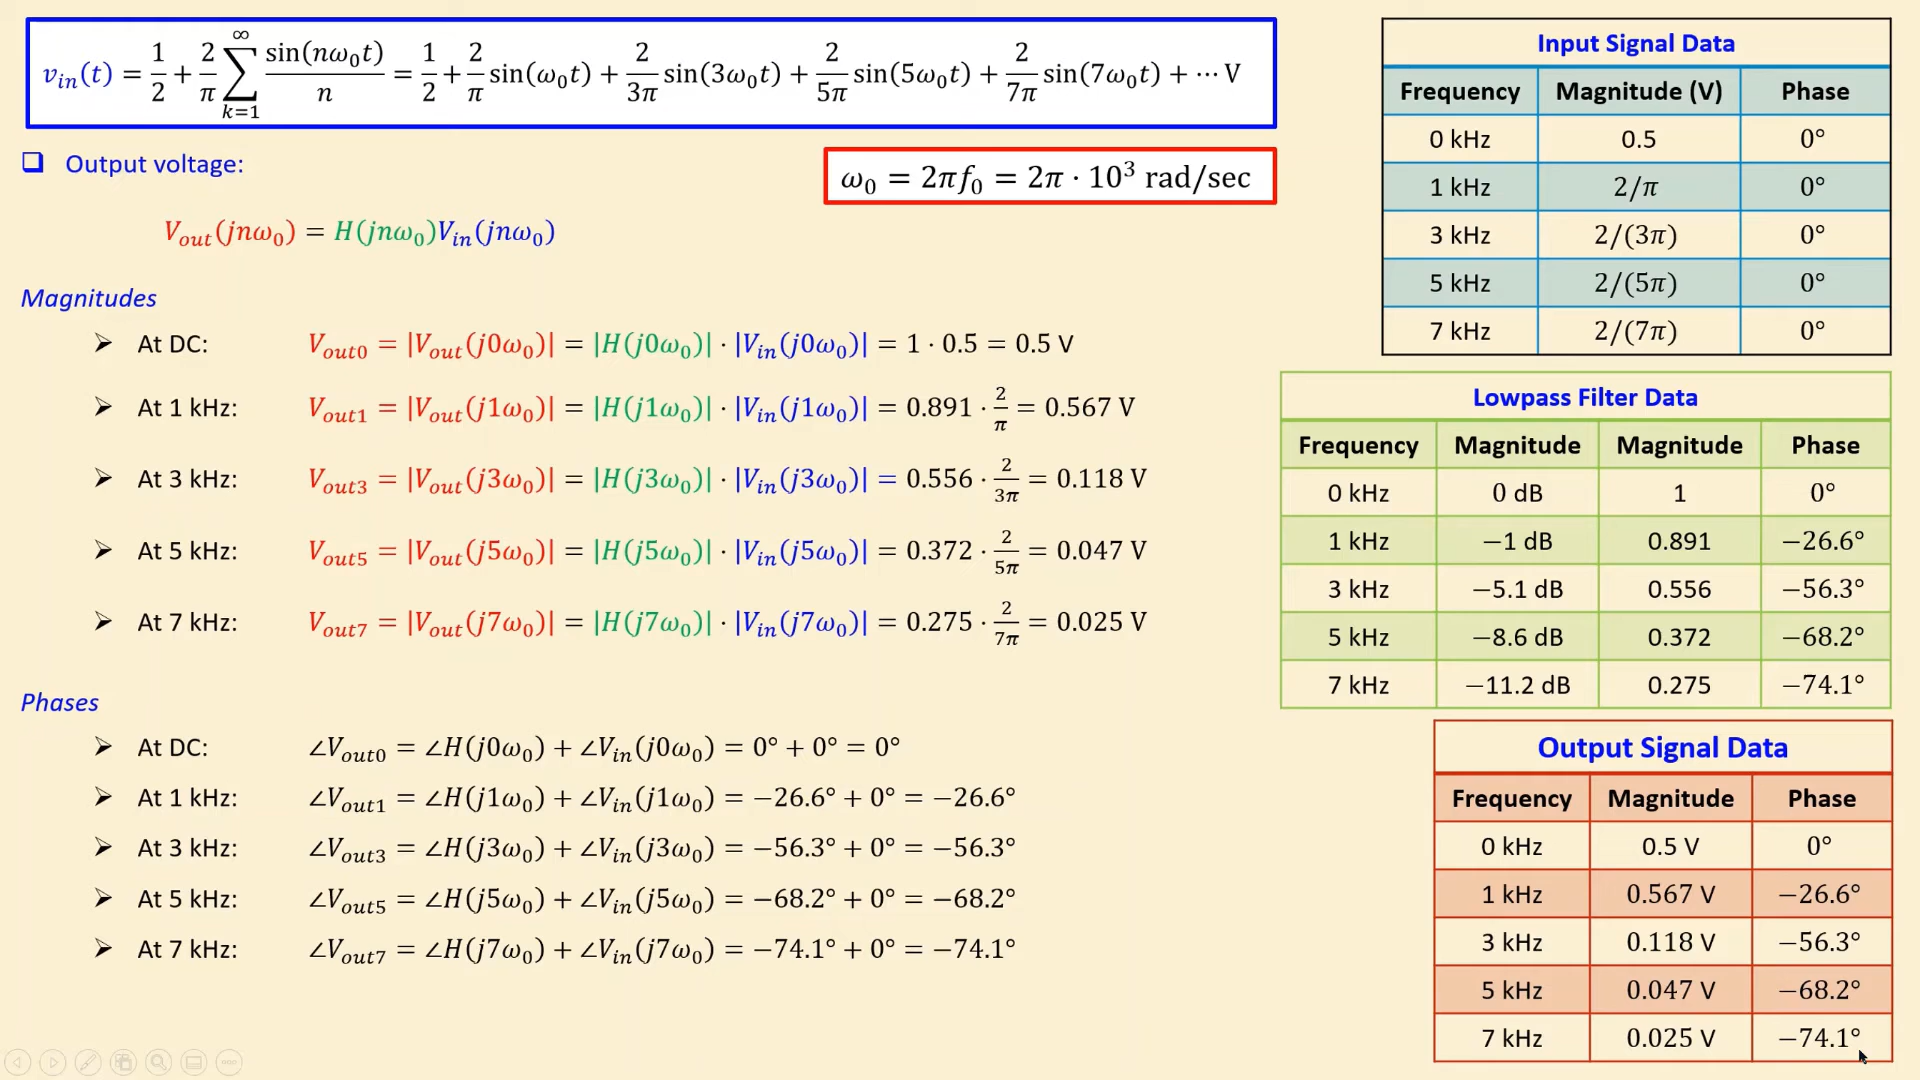 v_in(t) = 1/2 + 2/π ∑_{k=1}^{∞} sin(nω₀t)/n = 1/2 + 2/π sin(ω₀t) + 2/3π sin(3ω₀t) + 2/5π sin(5ω₀t) + 2/7π sin(7ω₀t) + ⋯ V
Output voltage:
ω₀ = 2πf₀ = 2π · 10³ rad/sec
V_out(jnω₀) = H(jnω₀)V_in(jnω₀)
Magnitudes
At DC: V_out0 = |V_out(j0ω₀)| = |H(j0ω₀)| · |V_in(j0ω₀)| = 1 · 0.5 = 0.5 V
At 1 kHz: V_out1 = |V_out(j1ω₀)| = |H(j1ω₀)| · |V_in(j1ω₀)| = 0.891 · 2/π = 0.567 V
At 3 kHz: V_out3 = |V_out(j3ω₀)| = |H(j3ω₀)| · |V_in(j3ω₀)| = 0.556 · 2/3π = 0.118 V
At 5 kHz: V_out5 = |V_out(j5ω₀)| = |H(j5ω₀)| · |V_in(j5ω₀)| = 0.372 · 2/5π = 0.047 V
At 7 kHz: V_out7 = |V_out(j7ω₀)| = |H(j7ω₀)| · |V_in(j7ω₀)| = 0.275 · 2/7π = 0.025 V
Phases
At DC: ∠V_out0 = ∠H(j0ω₀) + ∠V_in(j0ω₀) = 0° + 0° = 0°
At 1 kHz: ∠V_out1 = ∠H(j1ω₀) + ∠V_in(j1ω₀) = −26.6° + 0° = −26.6°
At 3 kHz: ∠V_out3 = ∠H(j3ω₀) + ∠V_in(j3ω₀) = −56.3° + 0° = −56.3°
At 5 kHz: ∠V_out5 = ∠H(j5ω₀) + ∠V_in(j5ω₀) = −68.2° + 0° = −68.2°
At 7 kHz: ∠V_out7 = ∠H(j7ω₀) + ∠V_in(j7ω₀) = −74.1° + 0° = −74.1°
Input Signal Data
Frequency Magnitude (V) Phase
0 kHz 0.5 0°
1 kHz 2/π 0°
3 kHz 2/(3π) 0°
5 kHz 2/(5π) 0°
7 kHz 2/(7π) 0°
Lowpass Filter Data
Frequency Magnitude Magnitude Phase
0 kHz 0 dB 1 0°
1 kHz −1 dB 0.891 −26.6°
3 kHz −5.1 dB 0.556 −56.3°
5 kHz −8.6 dB 0.372 −68.2°
7 kHz −11.2 dB 0.275 −74.1°
Output Signal Data
Frequency Magnitude Phase
0 kHz 0.5 V 0°
1 kHz 0.567 V −26.6°
3 kHz 0.118 V −56.3°
5 kHz 0.047 V −68.2°
7 kHz 0.025 V −74.1°